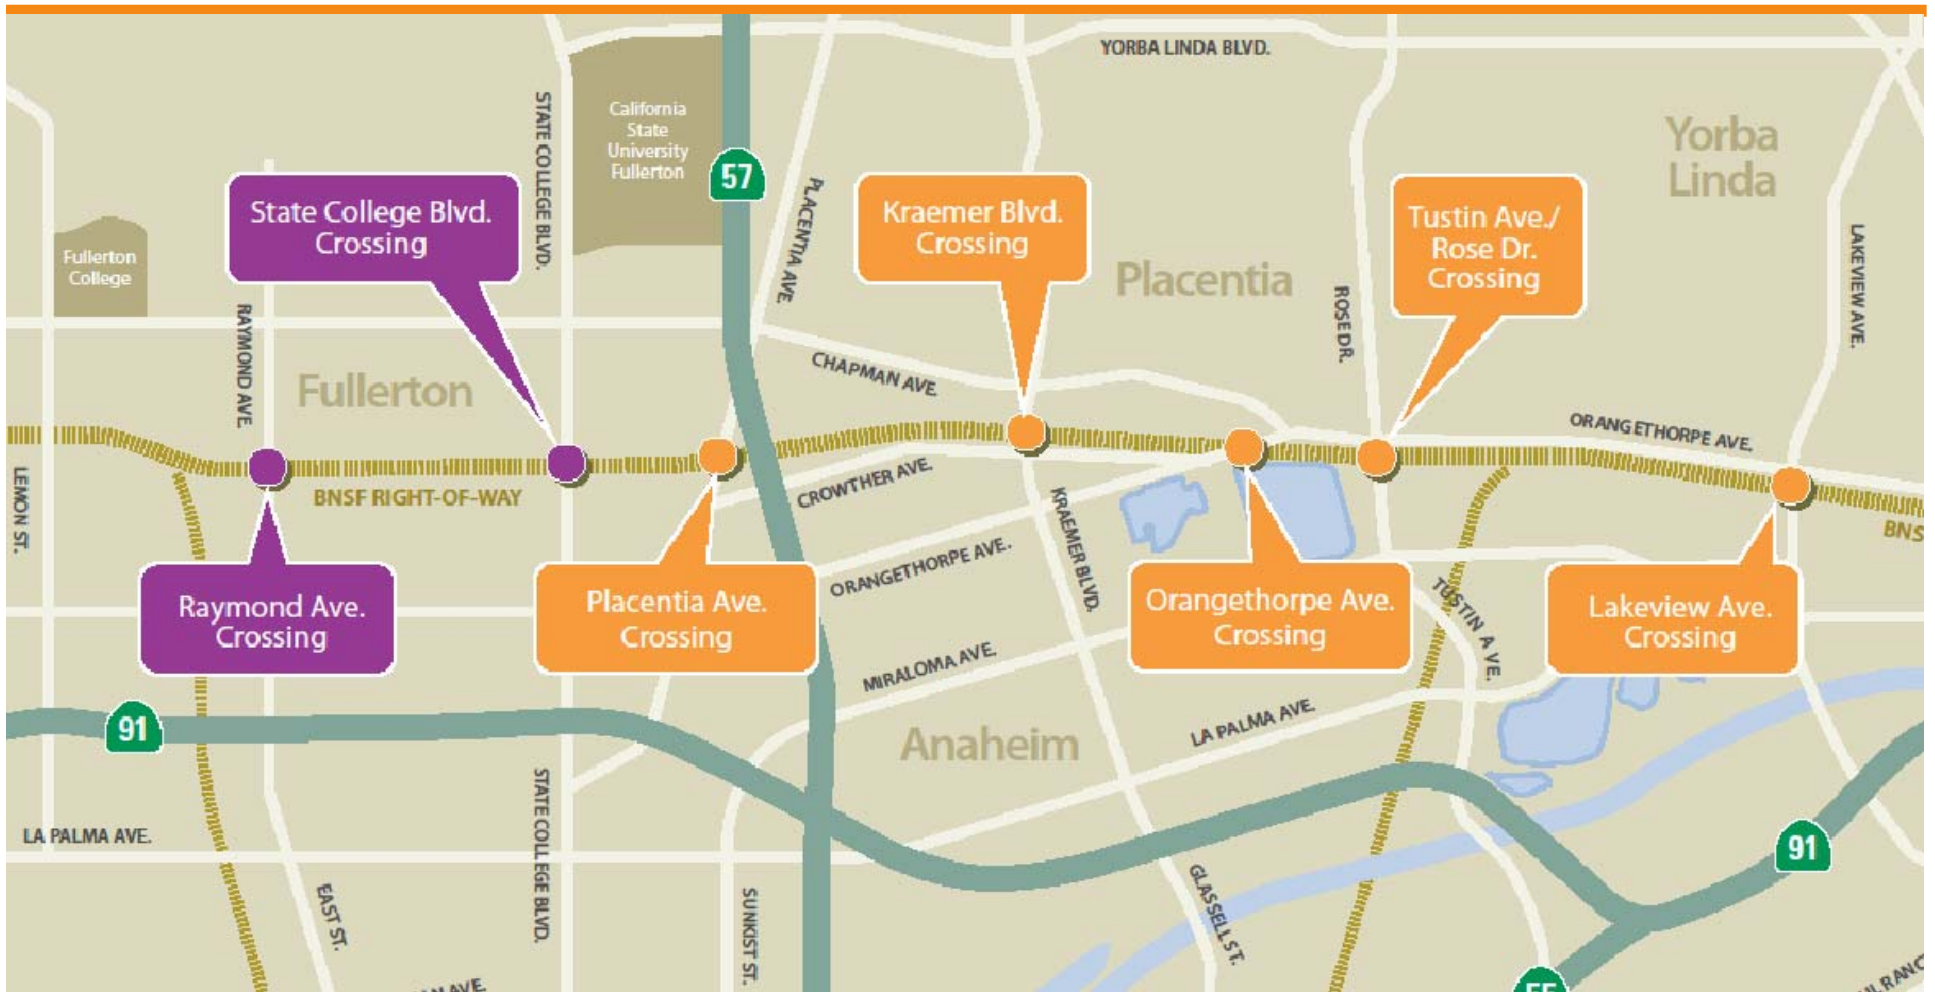 YORBA LINDA BLVD.
STATE COLLEGE BLVD.
California
State
University
Fullerton
57
PLACENTIA AVE.
Yorba
Linda
State College Blvd.
Crossing
Kraemer Blvd.
Crossing
Tustin Ave./
Rose Dr.
Crossing
Fullerton
College
Placentia
LAKEVIEW AVE.
RAYMOND AVE.
ROSE DR.
CHAPMAN AVE.
Fullerton
ORANGETHORPE AVE.
LEMON ST.
BNSF RIGHT-OF-WAY
CROWTHER AVE.
KRAEMER BLVD.
BNS
ORANGETHORPE AVE.
Raymond Ave.
Crossing
Placentia Ave.
Crossing
Orangethorpe Ave.
Crossing
TUSTIN AVE.
Lakeview Ave.
Crossing
MIRALOMA AVE.
91
Anaheim
LA PALMA AVE.
STATE COLLEGE BLVD.
LA PALMA AVE.
91
EAST ST.
SUNKIST ST.
GLASSELL ST.
55
AVE.